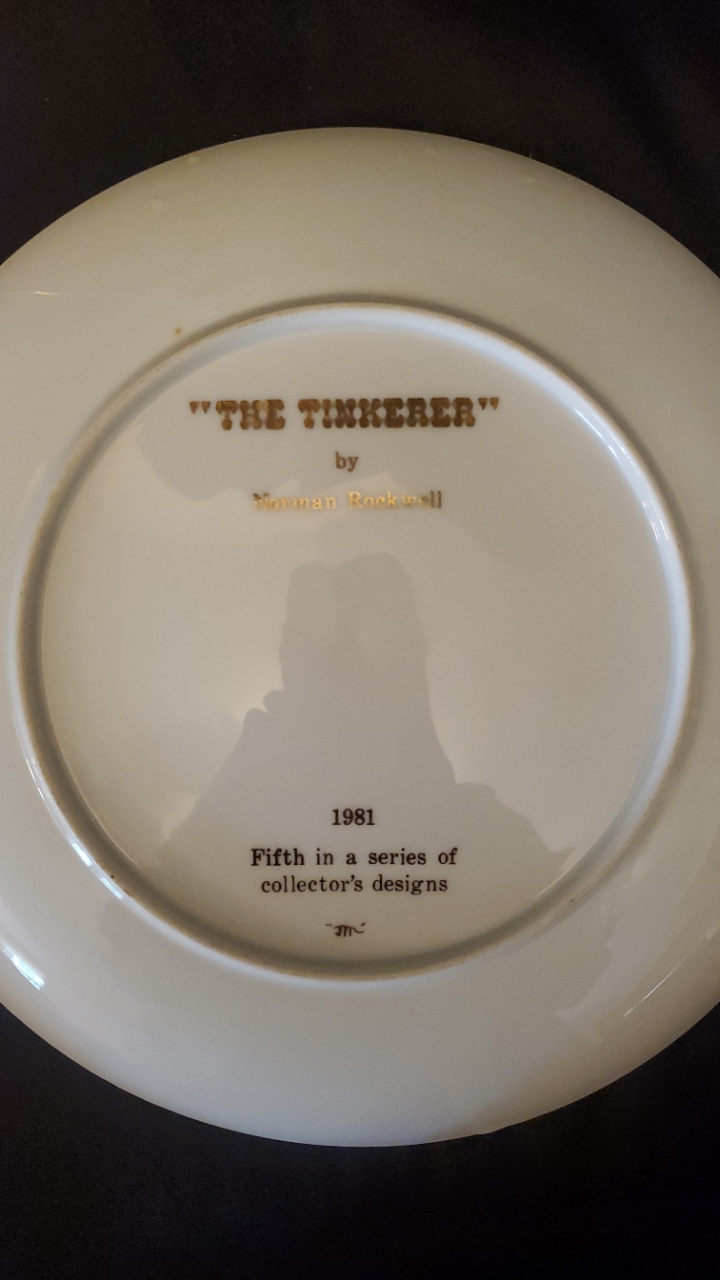 "THE TINKERER"
by
Norman Rockwell
1981
Fifth in a series of
collector's designs